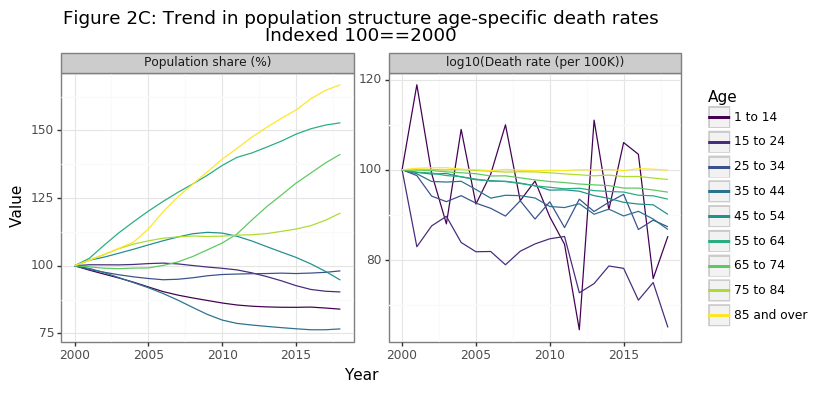 Figure 2C: Trend in population structure age-specific death rates
Indexed 100==2000
Population share (%)
log10(Death rate (per 100K))
Value
150
125
100
75
120
100
80
2000
2005
2010
2015
2000
2005
2010
2015
Year
Age
1 to 14
15 to 24
25 to 34
35 to 44
45 to 54
55 to 64
65 to 74
75 to 84
85 and over